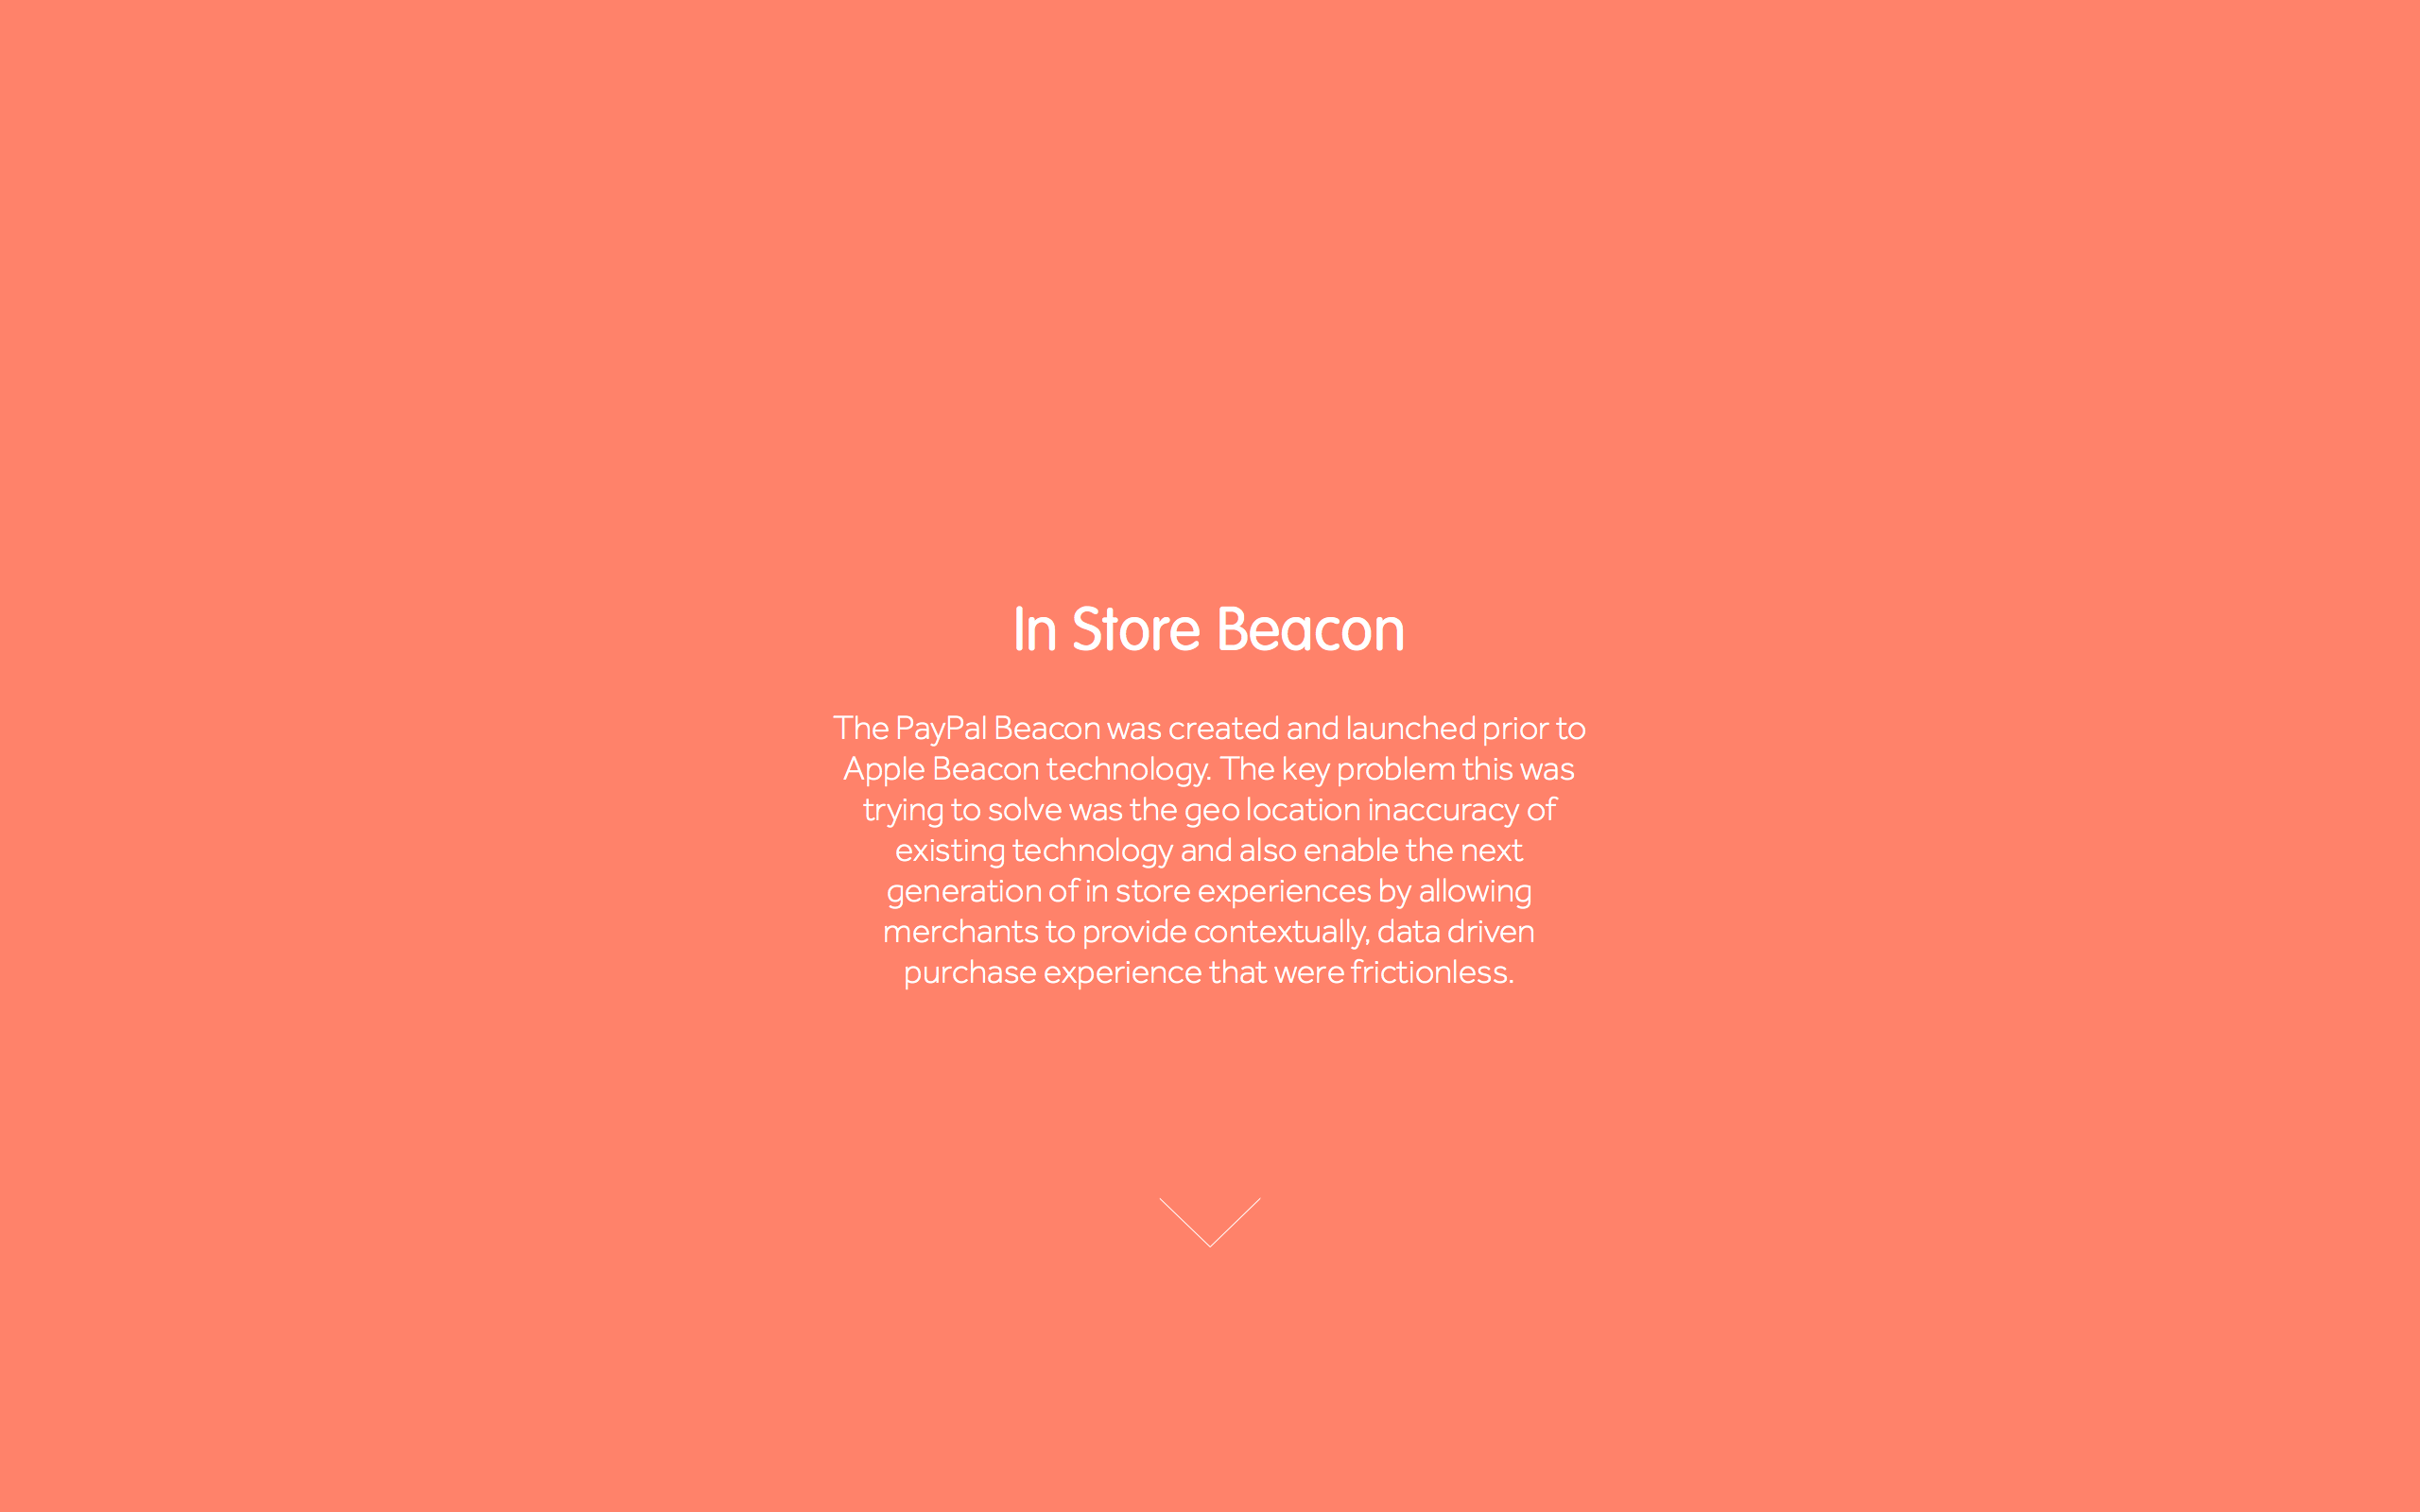 In Store Beacon
The PayPal Beacon was created and launched prior to
Apple Beacon technology. The key problem this was
trying to solve was the geo location inaccuracy of
existing technology and also enable the next
generation of in store experiences by allowing
merchants to provide contextually, data driven
purchase experience that were frictionless.